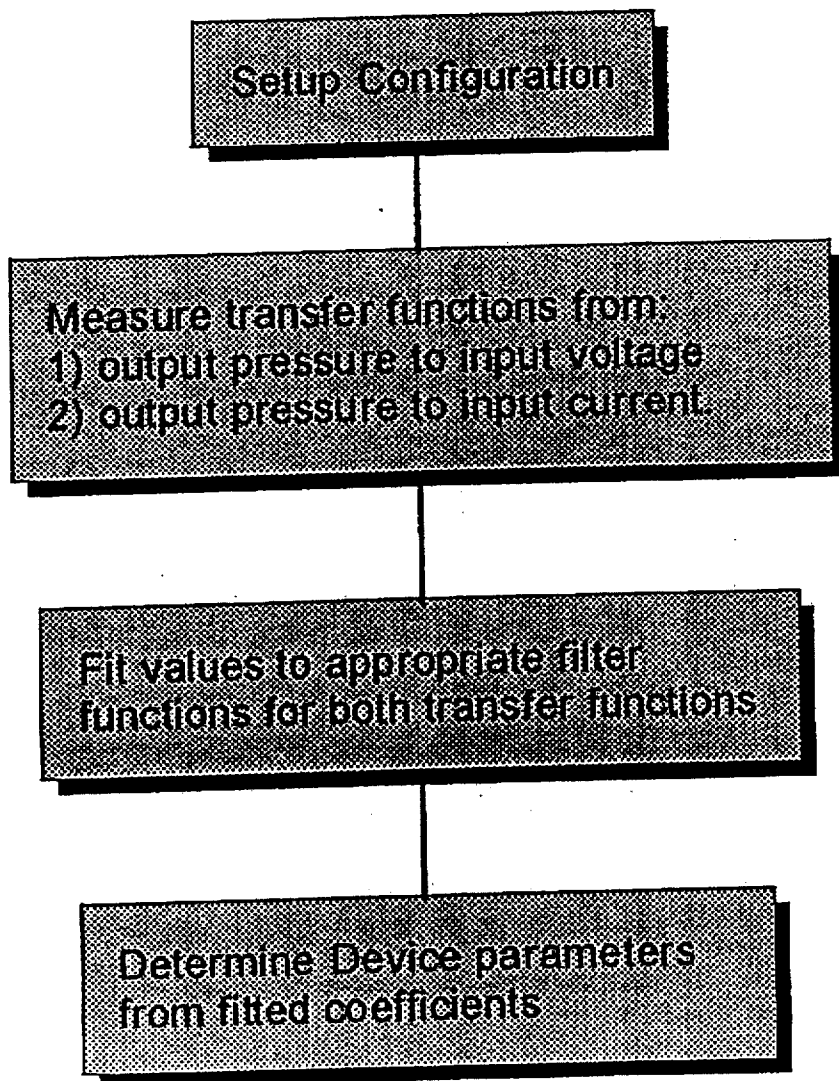 Setup Configuration
Measure transfer functions from:
1) output pressure to input voltage
2) output pressure to input current.
Fit values to appropriate filter
functions for both transfer functions
Determine Device parameters
from fitted coefficients